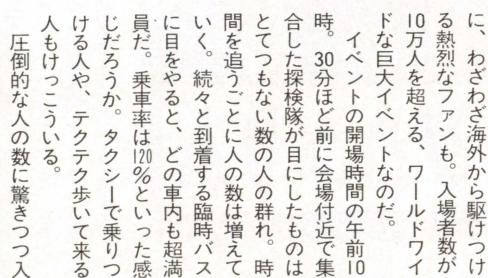 に、わざわざ海外から駆けつけ
る熱烈なファンも。入場者数が
10万人を超える、ワールドワイ
ドな巨大イベントなのだ。
イベントの開場時間の午前10
時。30分ほど前に会場付近で集
合した探検隊が目にしたものは
とてつもない数の人の群れ。時
間を追うごとに人の数は増えて
いく。続々と到着する臨時バス
に目をやると、どの車内も超満
員だ。乗車率は120％といった感
じだろうか。タクシーで乗りつ
ける人や、テクテク歩いて来る
人もけっこういる。
圧倒的な人の数に驚きつつ入